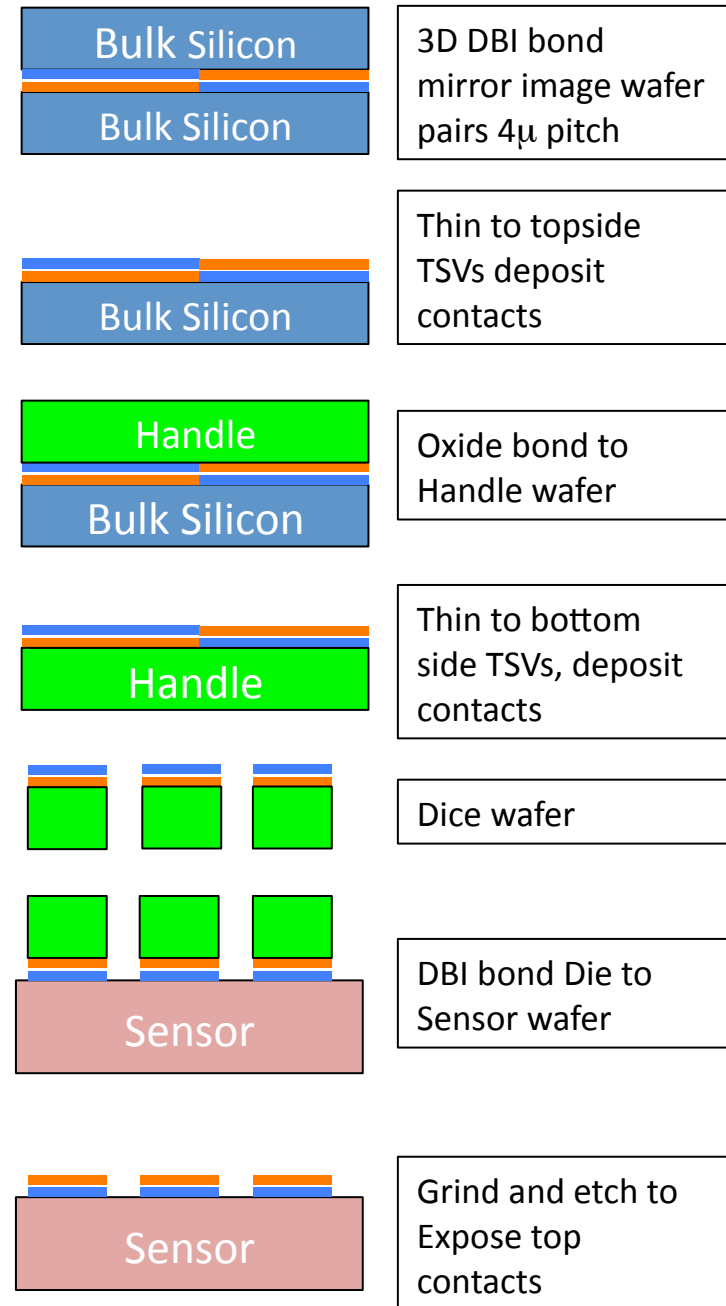 Bulk Silicon
Bulk Silicon
3D DBI bond
mirror image wafer
pairs 4μ pitch
Bulk Silicon
Thin to topside
TSVs deposit
contacts
Handle
Bulk Silicon
Oxide bond to
Handle wafer
Handle
Thin to bottom
side TSVs, deposit
contacts
Dice wafer
Sensor
DBI bond Die to
Sensor wafer
Sensor
Grind and etch to
Expose top
contacts